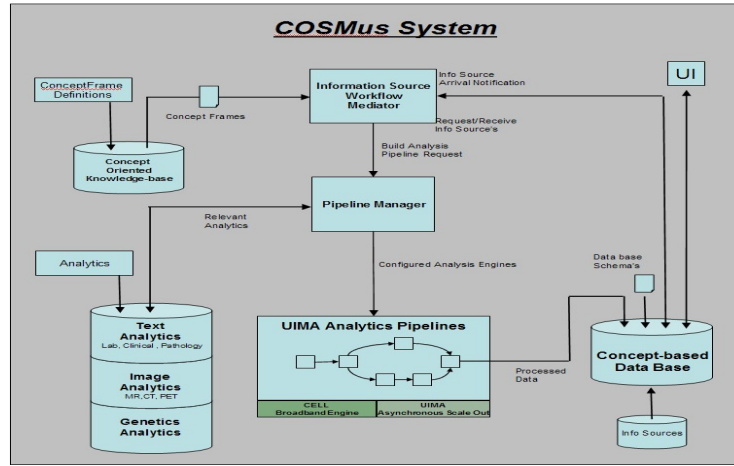 COSMus System
ConceptFrame
Definitions
Concept Frames
Information Source
Workflow
Mediator
Info Source
Arrival Notification
UI
Request/Receive
Info Source's
Concept
Oriented
Knowledge-base
Build Analysis
Pipeline Request
Pipeline Manager
Relevant
Analytics
Analytics
Configured Analysis Engines
Data base
Schema's
Text
Analytics
Lab, Clinical , Pathology
Image
Analytics
MR,CT, PET
Genetics
Analytics
UIMA Analytics Pipelines
CELL
Broadband Engine
UIMA
Asynchronous Scale Out
Processed
Data
Concept-based
Data Base
Info Sources